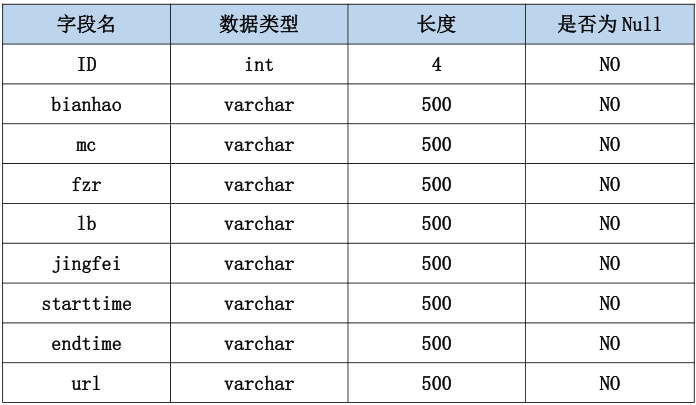 字段名 数据类型 长度 是否为 Null
ID int 4 NO
bianhao varchar 500 NO
mc varchar 500 NO
fzr varchar 500 NO
lb varchar 500 NO
jingfei varchar 500 NO
starttime varchar 500 NO
endtime varchar 500 NO
url varchar 500 NO